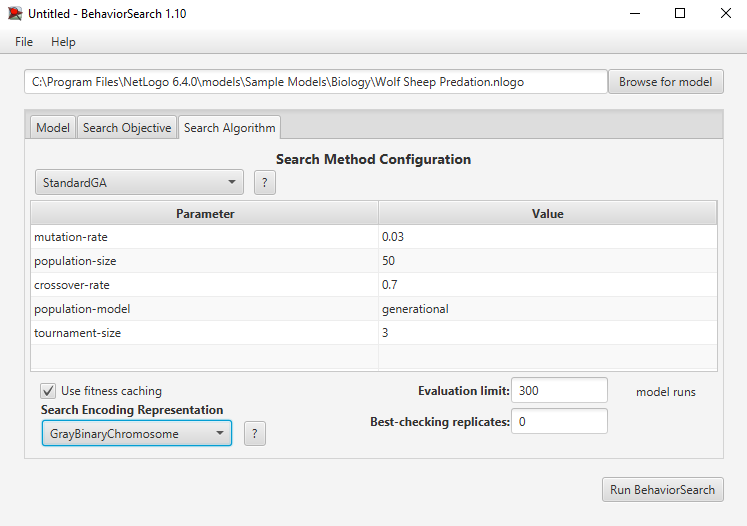 Untitled - BehaviorSearch 1.10
File Help
C:\Program Files\NetLogo 6.4.0\models\Sample Models\Biology\Wolf Sheep Predation.nlogo Browse for model
Model Search Objective Search Algorithm
Search Method Configuration
StandardGA ?
Parameter Value
mutation-rate 0.03
population-size 50
crossover-rate 0.7
population-model generational
tournament-size 3
Use fitness caching Evaluation limit: 300 model runs
Search Encoding Representation
Best-checking replicates: 0
GrayBinaryChromosome ?
Run BehaviorSearch